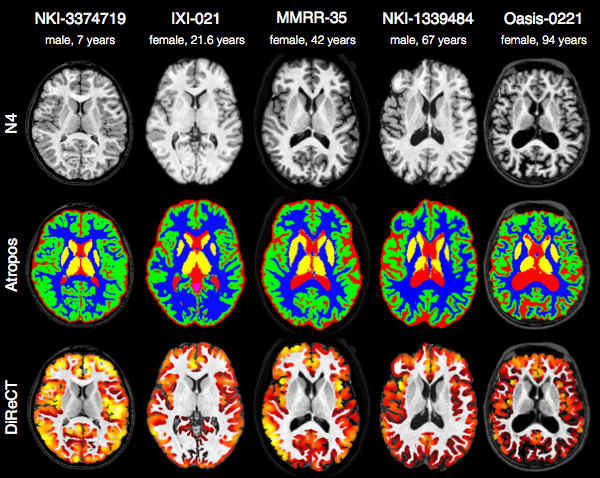 NKI-3374719 IXI-021 MMRR-35 NKI-1339484 Oasis-0221
male, 7 years female, 21.6 years female, 42 years male, 67 years female, 94 years
N4
Atropos
DiReCT